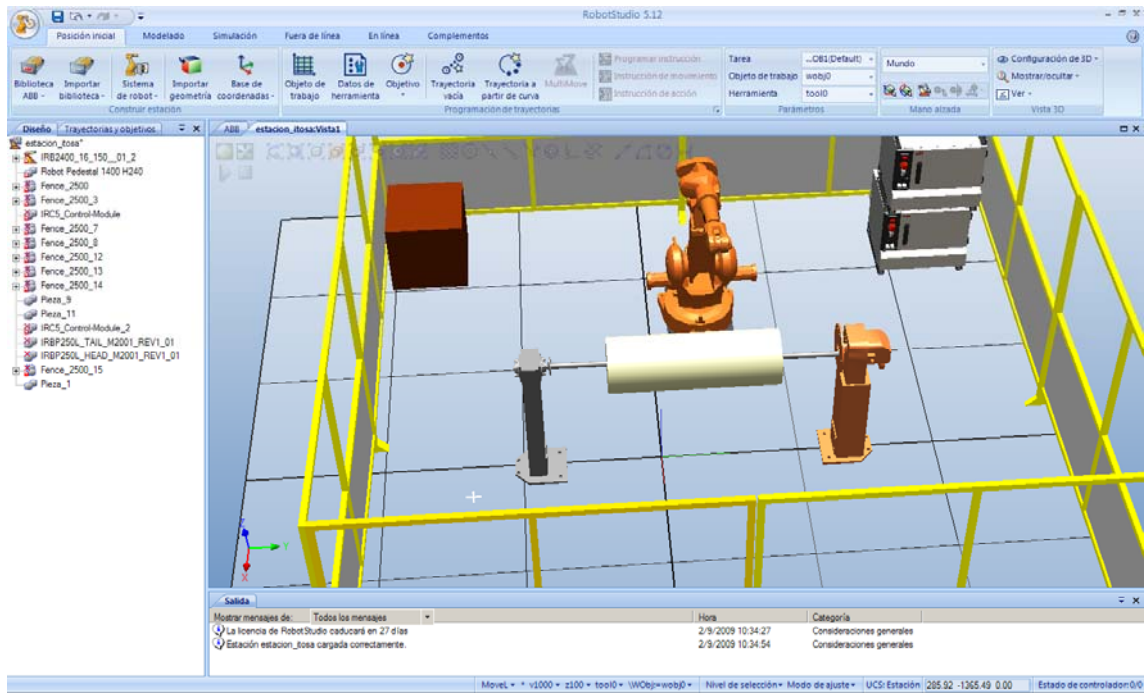 RobotStudio 5.12
Posición inicial Modelado Simulación Fuera de línea En línea Complementos
Biblioteca ABB
Importar biblioteca
Sistema de robot
Importar geometría
Base de coordenadas
Construir estación
Objeto de trabajo
Datos de herramienta
Objetivo
Trayectoria vacía
Trayectoria a partir de curva
MultiMove
Programar instrucción
Instrucción de movimiento
Instrucción de acción
Programación de trayectorias
Tarea ...OB1(Default)
Objeto de trabajo wobj0
Herramienta tool0
Parámetros
Mundo
Mano alzada
Configuración de 3D
Mostrar/ocultar
Ver
Vista 3D
Diseño Trayectorias y objetivos
ABB estacion_itosa:Vista1
estacion_itosa*
IRB2400_16_150__01_2
Robot Pedestal 1400 H240
Fence_2500
Fence_2500_3
IRC5_Control-Module
Fence_2500_7
Fence_2500_8
Fence_2500_12
Fence_2500_13
Fence_2500_14
Pieza_9
Pieza_11
IRC5_Control-Module_2
IRBP250L_TAIL_M2001_REV1_01
IRBP250L_HEAD_M2001_REV1_01
Fence_2500_15
Pieza_1
Z
Y
X
Salida
Mostrar mensajes de: Todos los mensajes Hora Categoría
La licencia de RobotStudio caducará en 27 días 2/9/2009 10:34:27 Consideraciones generales
Estación estacion_itosa cargada correctamente. 2/9/2009 10:34:54 Consideraciones generales
MoveL * v1000 z100 tool0 \WObj:=wobj0 Nivel de selección Modo de ajuste UCS: Estación 285.92 -1365.49 0.00 Estado de controlador: 0/0